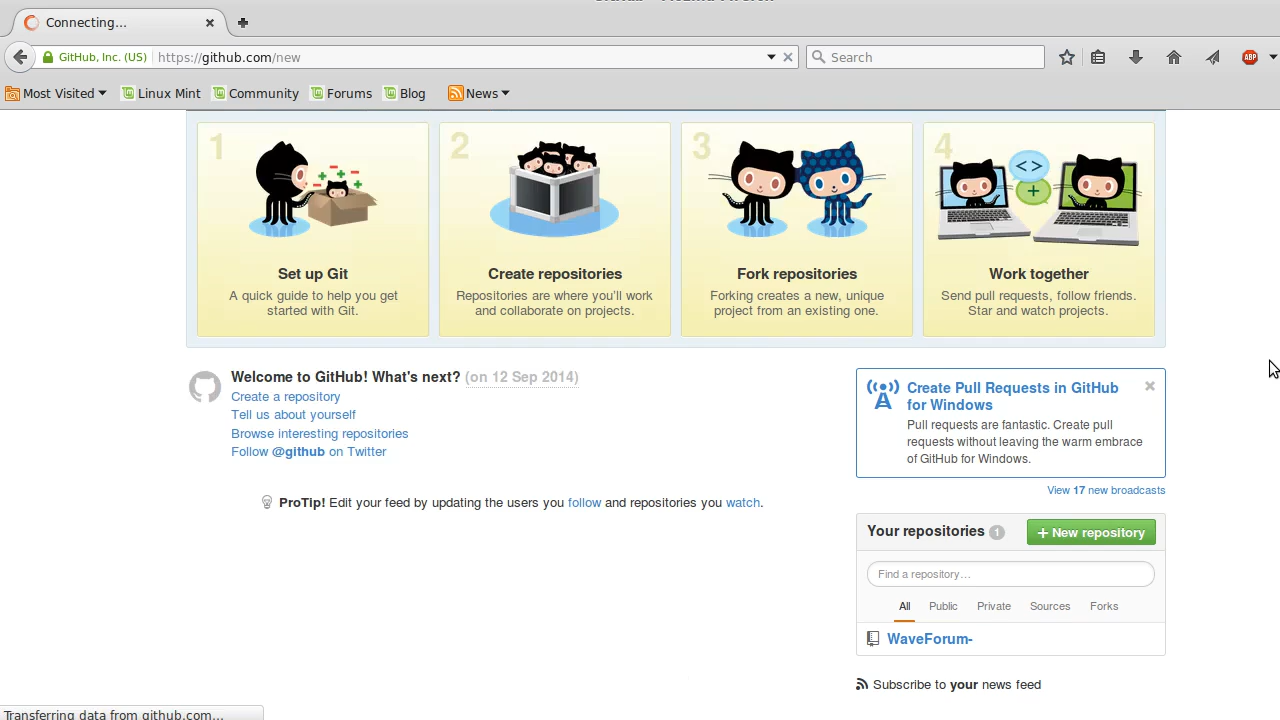 Connecting...
GitHub, Inc. (US) https://github.com/new
Search
ABP
Most Visited Linux Mint Community Forums Blog News
1
2
3
4
Set up Git
A quick guide to help you get
started with Git.
Create repositories
Repositories are where you'll work
and collaborate on projects.
Fork repositories
Forking creates a new, unique
project from an existing one.
Work together
Send pull requests, follow friends.
Star and watch projects.
Welcome to GitHub! What's next? (on 12 Sep 2014)
Create a repository
Tell us about yourself
Browse interesting repositories
Follow @github on Twitter
ProTip! Edit your feed by updating the users you follow and repositories you watch.
Create Pull Requests in GitHub
for Windows
Pull requests are fantastic. Create pull
requests without leaving the warm embrace
of GitHub for Windows.
View 17 new broadcasts
Your repositories 1
+ New repository
Find a repository…
All Public Private Sources Forks
WaveForum-
Subscribe to your news feed
Transferring data from github.com...